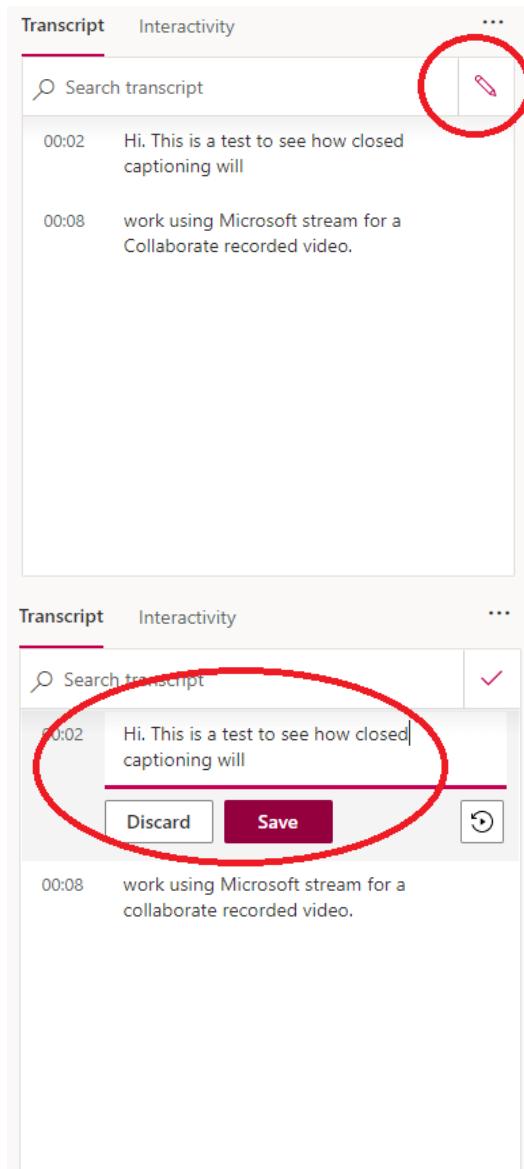 Transcript Interactivity ...
Search transcript
00:02 Hi. This is a test to see how closed
captioning will
00:08 work using Microsoft stream for a
Collaborate recorded video.
Transcript Interactivity ...
Search transcript
00:02 Hi. This is a test to see how closed
captioning will
Discard Save
00:08 work using Microsoft stream for a
collaborate recorded video.